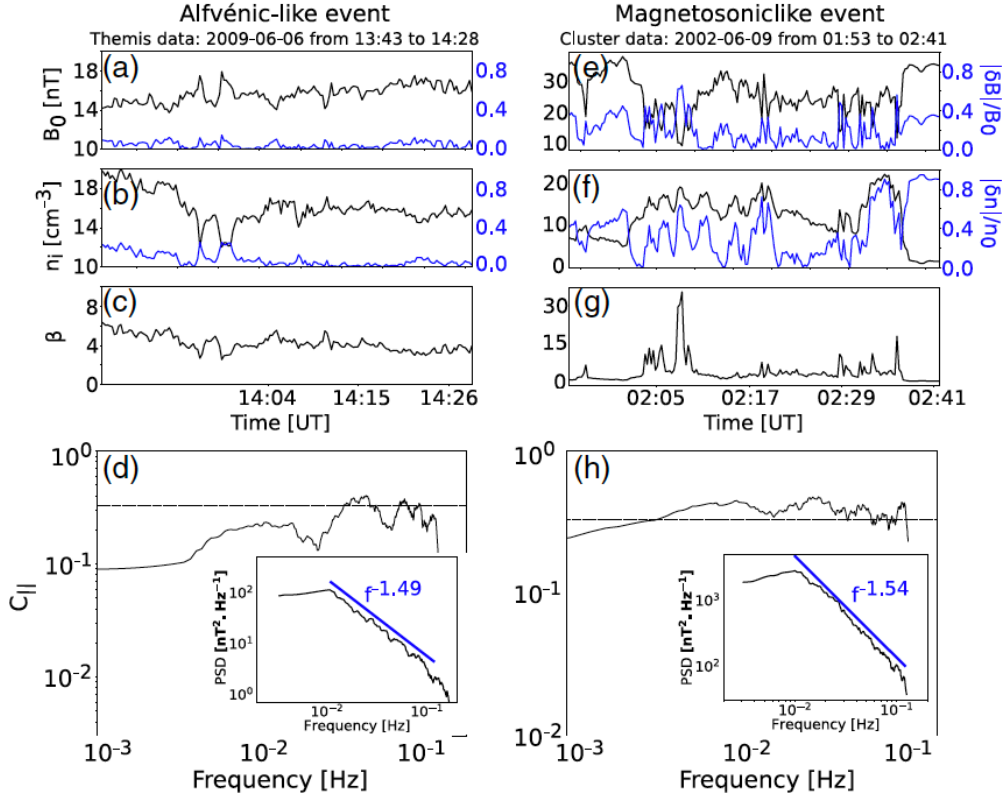 Alfvénic-like event
Themis data: 2009-06-06 from 13:43 to 14:28
(a)
B0 [nT]
18
14
10
0.8
0.4
0.0
(b)
ni [cm−3]
18
14
10
0.8
0.4
0.0
(c)
β
8
4
0
14:04 14:15 14:26
Time [UT]
Magnetosoniclike event
Cluster data: 2002-06-09 from 01:53 to 02:41
(e)
30
20
10
0.8
0.4
0.0
|δB|/B0
(f)
20
10
0
0.8
0.4
0.0
|δn|/n0
(g)
30
15
0
02:05 02:17 02:29 02:41
Time [UT]
(d)
C||
10^0
10^-1
10^-2
10^-3 10^-2 10^-1
Frequency [Hz]
f^-1.49
PSD [nT². Hz⁻¹]
10^2
10^1
10^0
10^-2 10^-1
Frequency [Hz]
(h)
10^0
10^-1
10^-2
10^-3 10^-2 10^-1
Frequency [Hz]
f^-1.54
PSD [nT². Hz⁻¹]
10^3
10^2
10^-2 10^-1
Frequency [Hz]